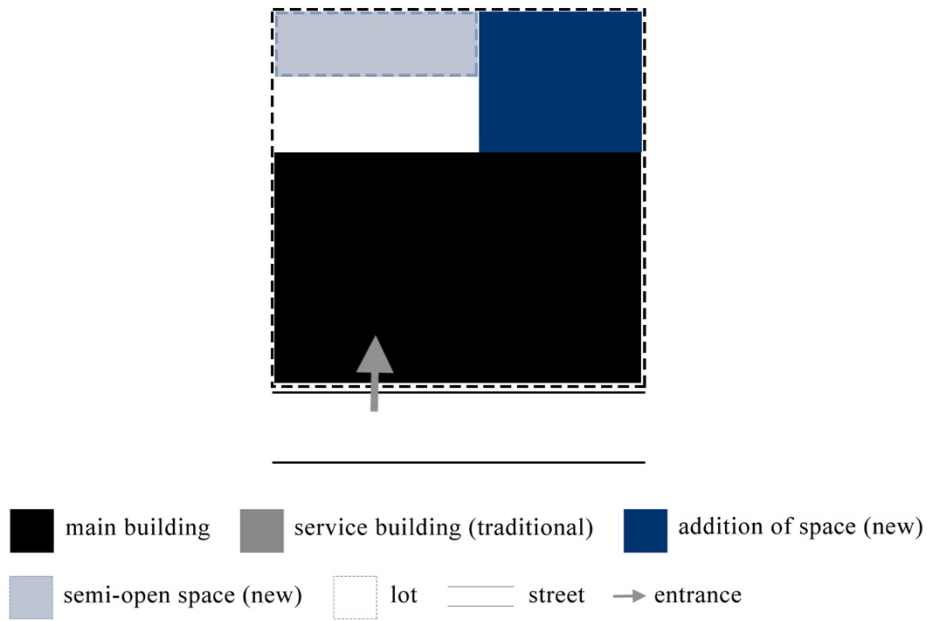 main building service building (traditional) addition of space (new)
semi-open space (new) lot street entrance